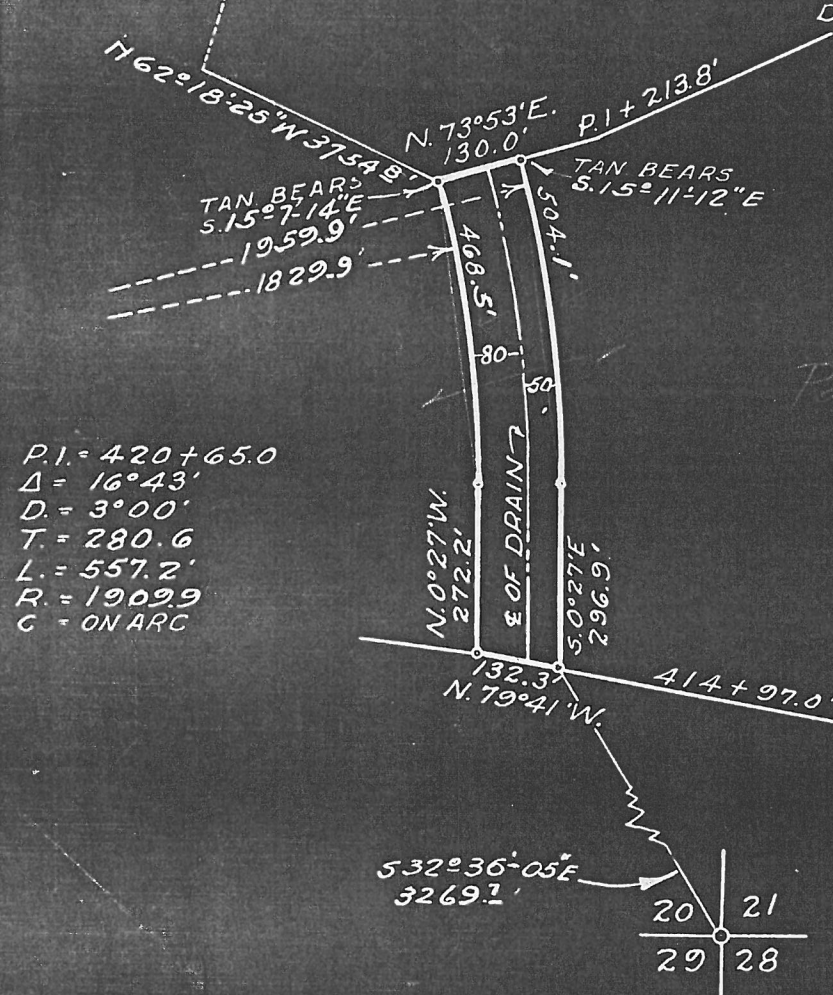 N62°18'25"W 3754.8'
N. 73°53'E.
130.0'
P.I + 213.8'
TAN BEARS
S.15°11'-12"E
TAN. BEARS
S.15°7'-14"E
1959.9'
1829.9'
468.5'
504.1'
80
50'
P.I. = 420+65.0
Δ = 16°43'
D. = 3°00'
T. = 280.6
L. = 557.2'
R. = 1909.9
C = ON ARC
N.0°27'W.
272.2'
℄ OF DRAIN
S.0°27'E
296.9'
132.3'
N.79°41'W.
414 + 97.0'
S32°36'-05"E
3269.
20 21
29 28